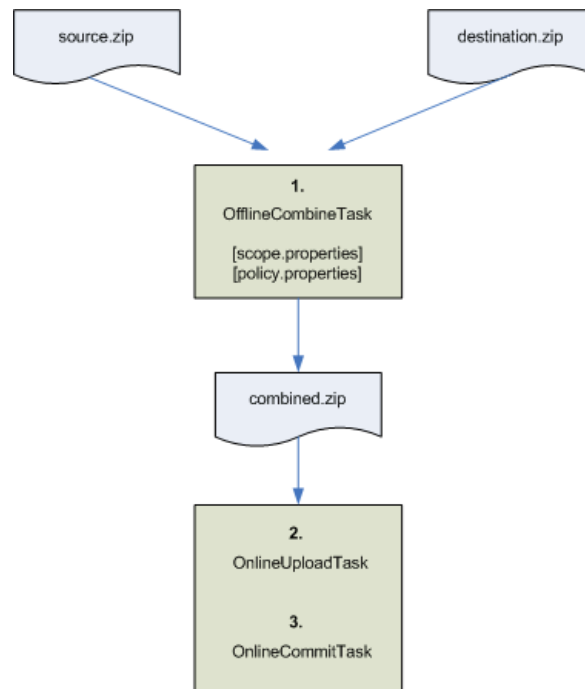 source.zip
destination.zip
1.
OfflineCombineTask
[scope.properties]
[policy.properties]
combined.zip
2.
OnlineUploadTask
3.
OnlineCommitTask